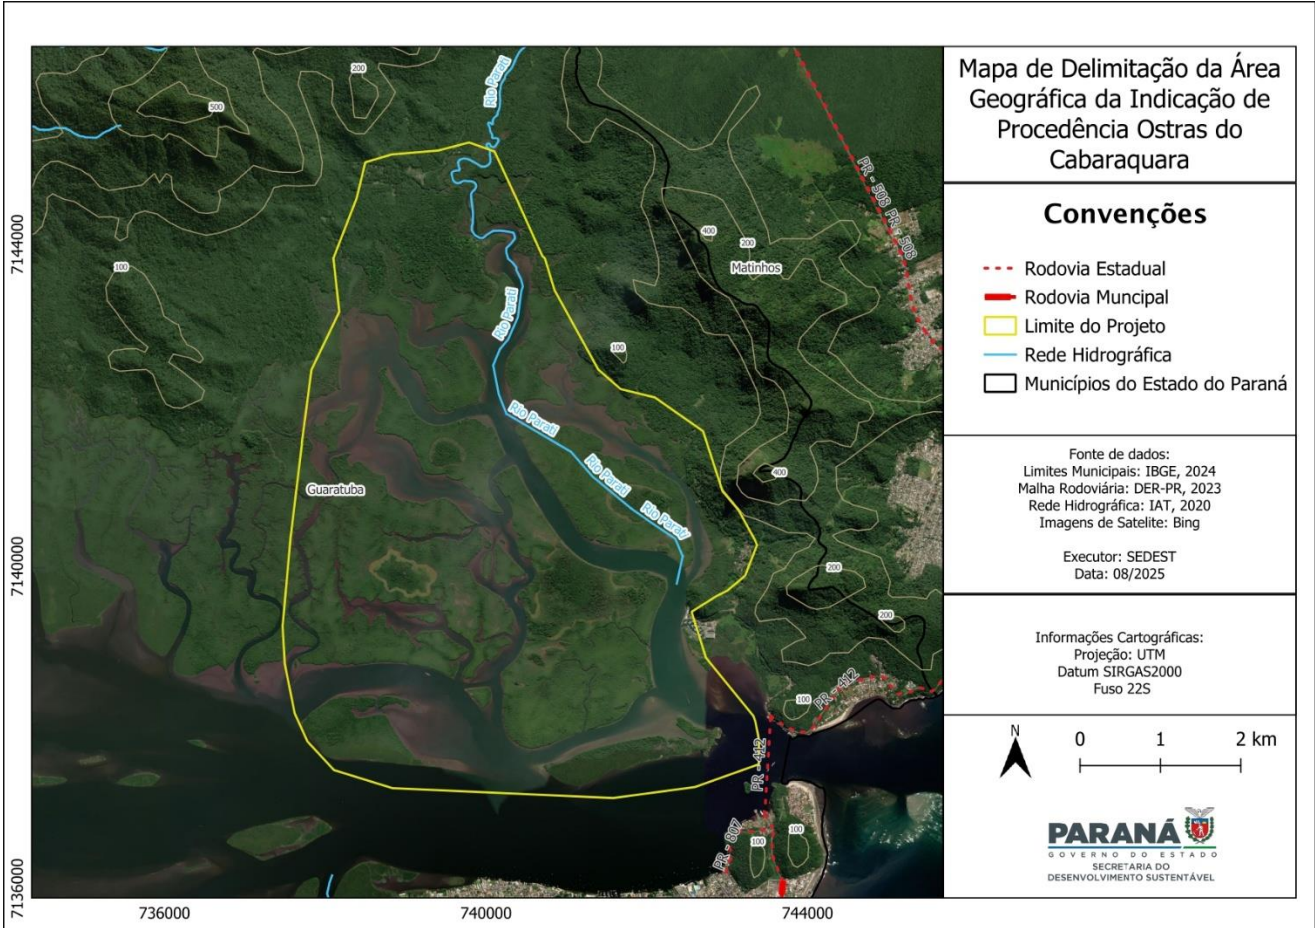 Mapa de Delimitação da Área
Geográfica da Indicação de
Procedência Ostras do
Cabaraquara
Convenções
Rodovia Estadual
Rodovia Muncipal
Limite do Projeto
Rede Hidrográfica
Municípios do Estado do Paraná
Fonte de dados:
Limites Municipais: IBGE, 2024
Malha Rodoviária: DER-PR, 2023
Rede Hidrográfica: IAT, 2020
Imagens de Satelite: Bing
Executor: SEDEST
Data: 08/2025
Informações Cartográficas:
Projeção: UTM
Datum SIRGAS2000
Fuso 22S
N
0 1 2 km
PARANÁ
GOVERNO DO ESTADO
SECRETARIA DO
DESENVOLVIMENTO SUSTENTÁVEL
200
500
Rio Parati
PR - 508 PR - 508
400
200
Matinhos
100
Rio Parati
100
Rio Parati
Rio Parati
400
Guaratuba
Rio Parati
200
200
100
PR - 412
PR - 412
PR - 807
100
100
7144000
7140000
7136000
736000
740000
744000